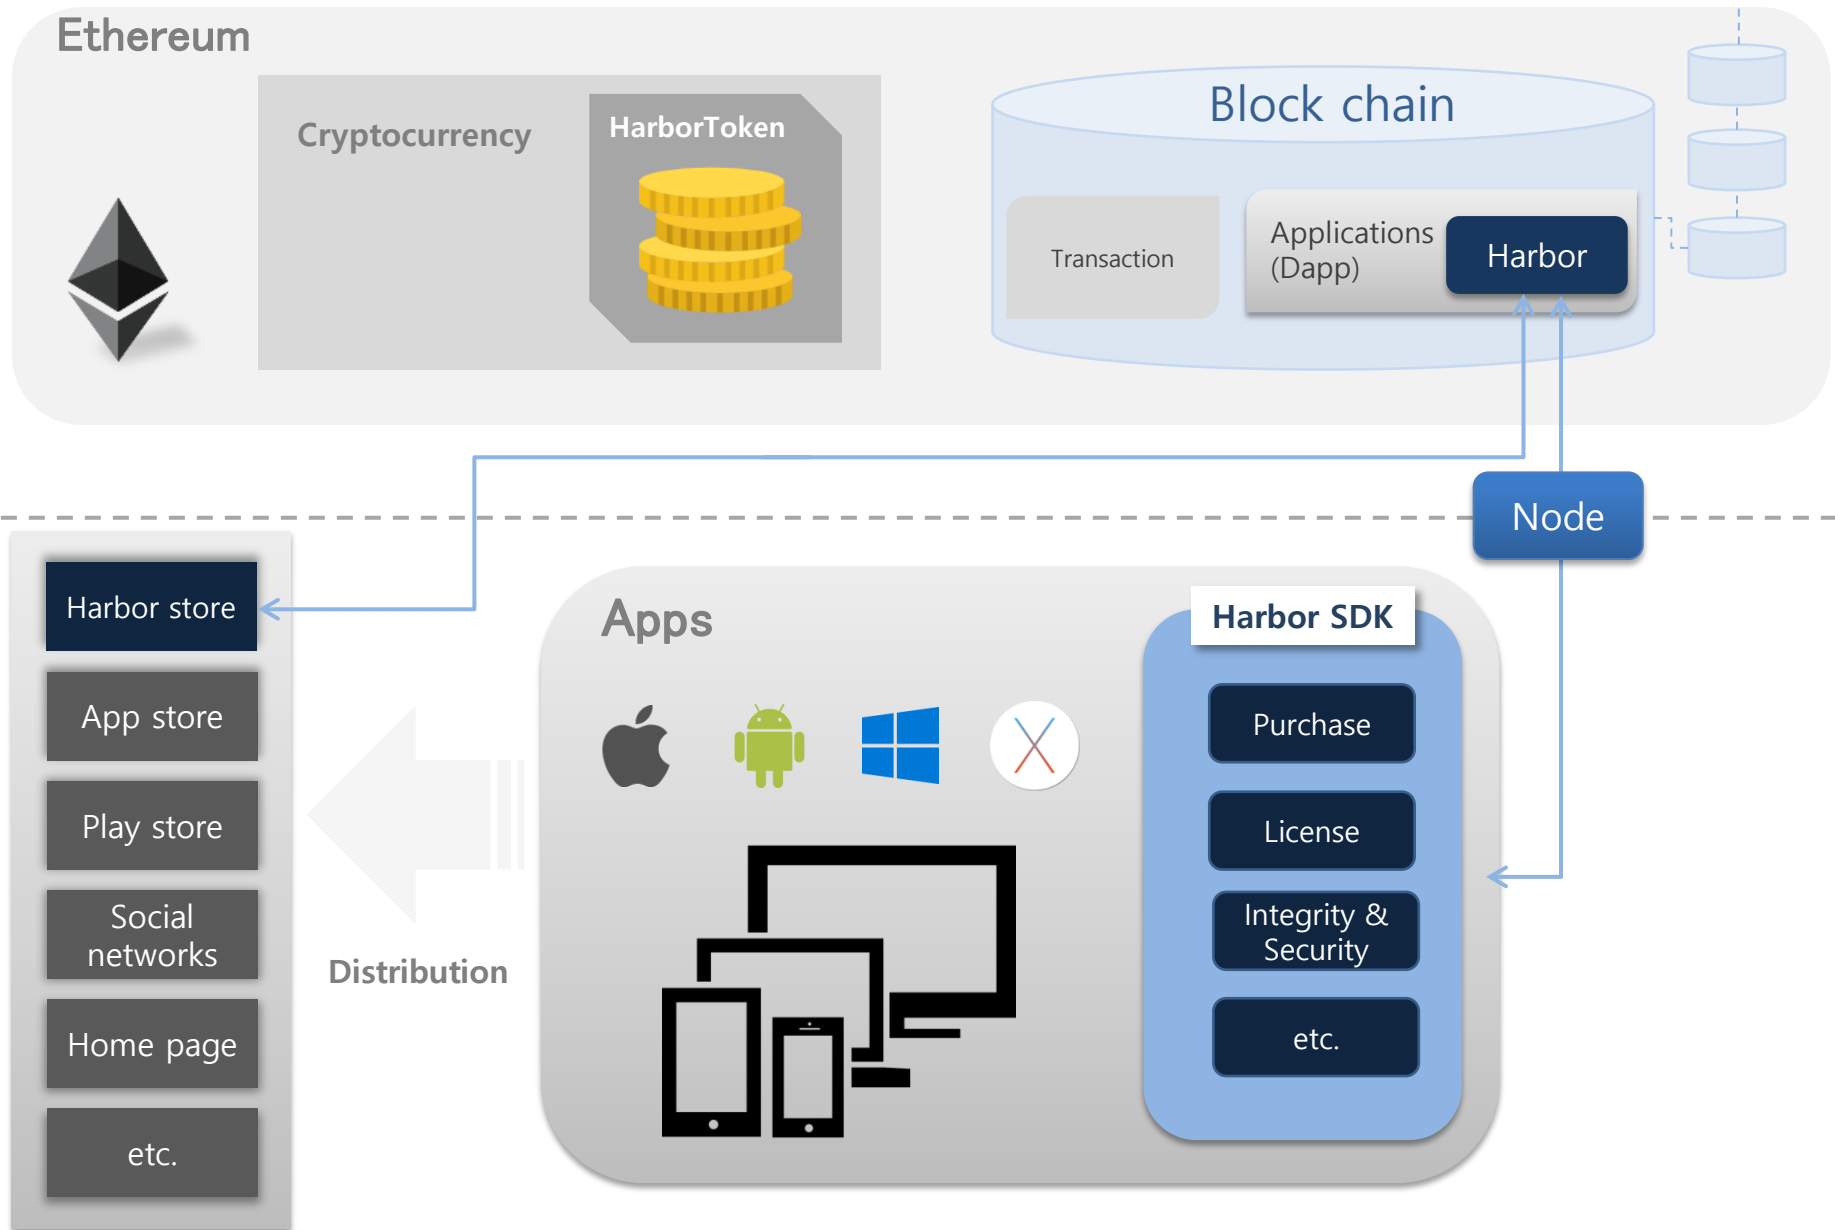 Ethereum
Cryptocurrency
HarborToken
Block chain
Transaction
Applications
(Dapp)
Harbor
Node
Harbor store
App store
Play store
Social
networks
Home page
etc.
Distribution
Apps
Harbor SDK
Purchase
License
Integrity &
Security
etc.